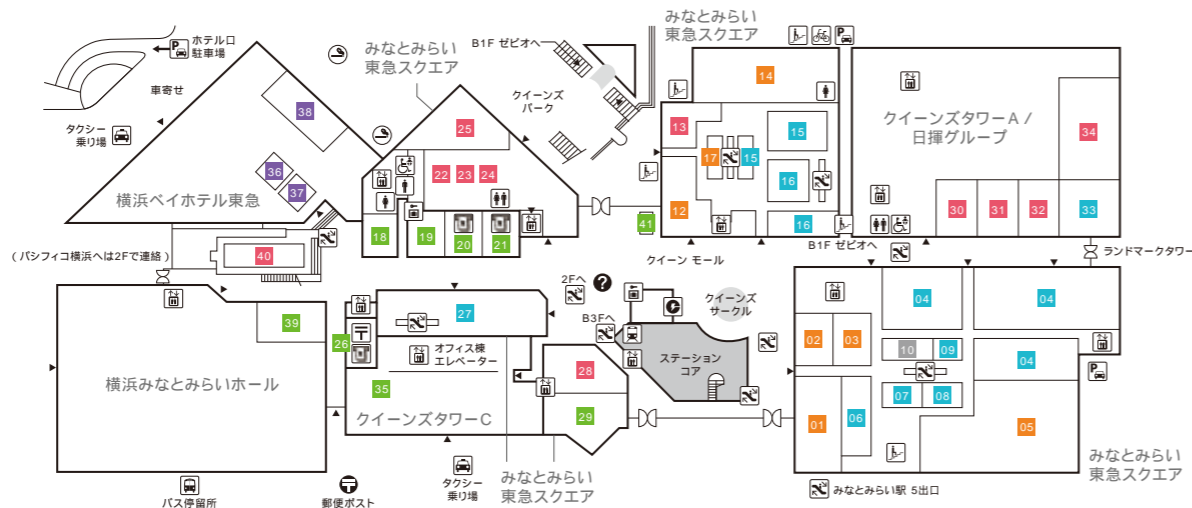 ホテル口
駐車場
車寄せ
タクシー
乗り場
みなとみらい
東急スクエア
B1F ゼビオへ
クイーンズ
パーク
みなとみらい
東急スクエア
38
36
37
横浜ベイホテル東急
25
22
23
24
18
19
20
21
41
14
13
17
15
15
16
16
12
クイーンズタワーA /
日揮グループ
34
30
31
32
33
B1F ゼビオへ
ランドマークタワー
クイーン モール
( パシフィコ横浜へは2Fで連絡 )
40
39
横浜みなとみらいホール
バス停留所
郵便ポスト
26
27
オフィス棟
エレベーター
35
クイーンズタワーC
28
29
タクシー
乗り場
みなとみらい
東急スクエア
2Fへ
?
B3Fへ
クイーンズ
サークル
ステーション
コア
04
04
02
03
10
09
04
07
08
01
06
05
みなとみらい
東急スクエア
みなとみらい駅 5出口
P
P
P